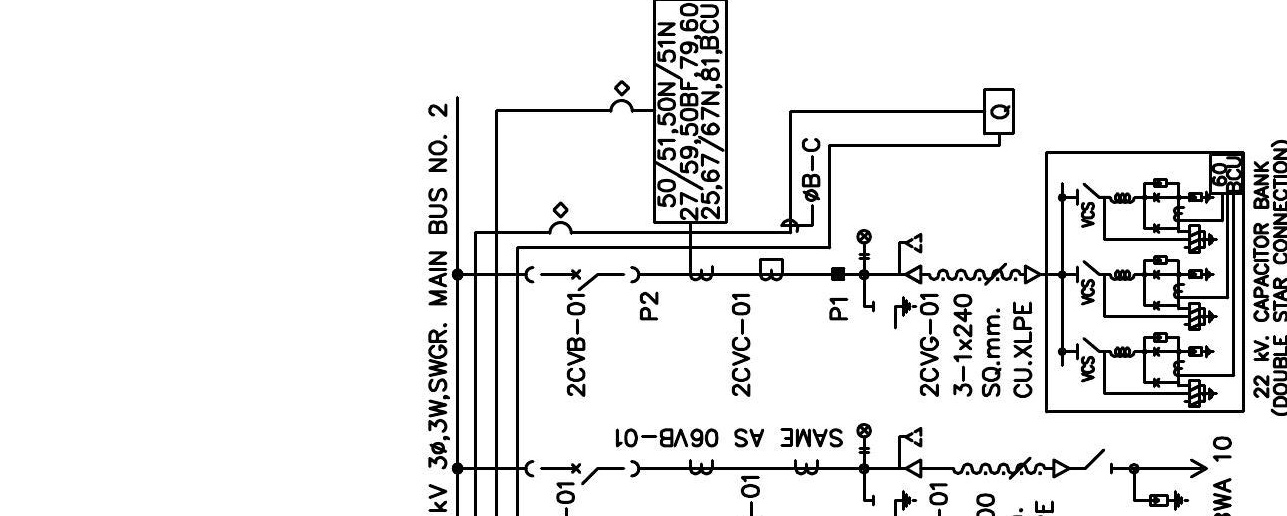 kV 3ø,3W,SWGR. MAIN BUS NO. 2
50/51,50N/51N
27/59,50BF,79,60
25,67/67N,81,BCU
Q
øB-C
2CVB-01
P2
2CVC-01
P1
2CVG-01
3-1x240
SQ.mm.
CU.XLPE
VCS
VCS
VCS
60
BCU
22 kV. CAPACITOR BANK
(DOUBLE STAR CONNECTION)
SAME AS 06VB-01
-01
-01
-01
00
.
PE
BWA 10